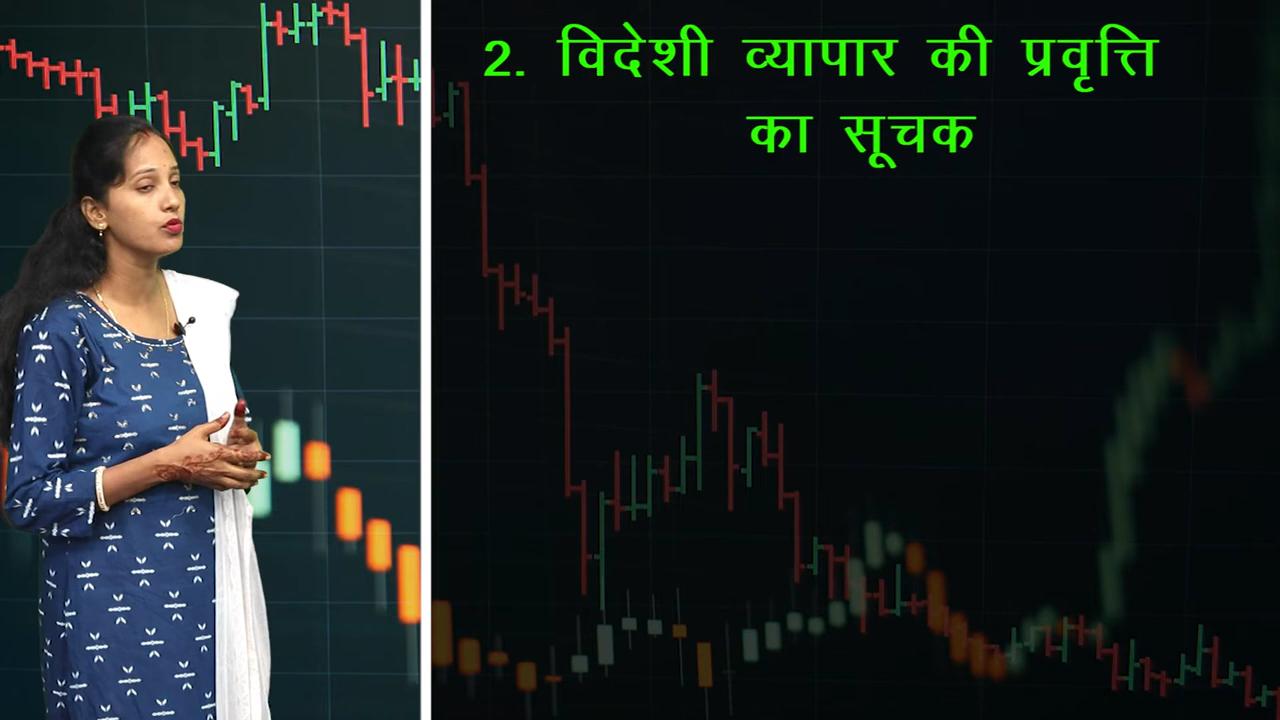 2. विदेशी व्यापार की प्रवृत्ति
का सूचक